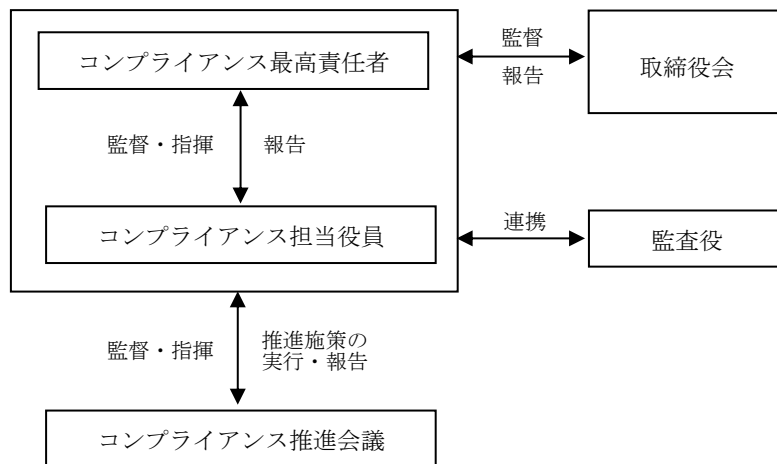 コンプライアンス最高責任者
監督
報告
取締役会
監督・指揮
報告
コンプライアンス担当役員
連携
監査役
監督・指揮
推進施策の
実行・報告
コンプライアンス推進会議